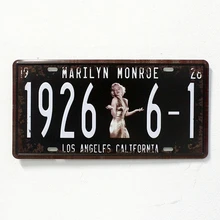 19 MARILYN MONROE 26
1926 6-1
LOS ANGELES CALIFORNIA